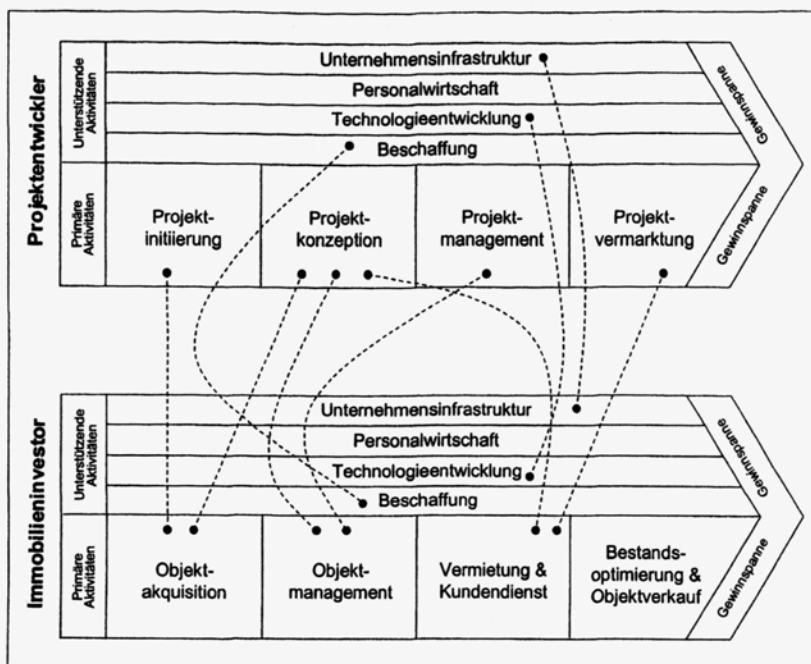 Projektentwickler
Unterstützende
Aktivitäten
Primäre
Aktivitäten
Unternehmensinfrastruktur
Personalwirtschaft
Technologieentwicklung
Beschaffung
Projekt-
initiierung
Projekt-
konzeption
Projekt-
management
Projekt-
vermarktung
Gewinnspanne
Gewinnspanne
Immobilieninvestor
Unterstützende
Aktivitäten
Primäre
Aktivitäten
Unternehmensinfrastruktur
Personalwirtschaft
Technologieentwicklung
Beschaffung
Objekt-
akquisition
Objekt-
management
Vermietung &
Kundendienst
Bestands-
optimierung &
Objektverkauf
Gewinnspanne
Gewinnspanne